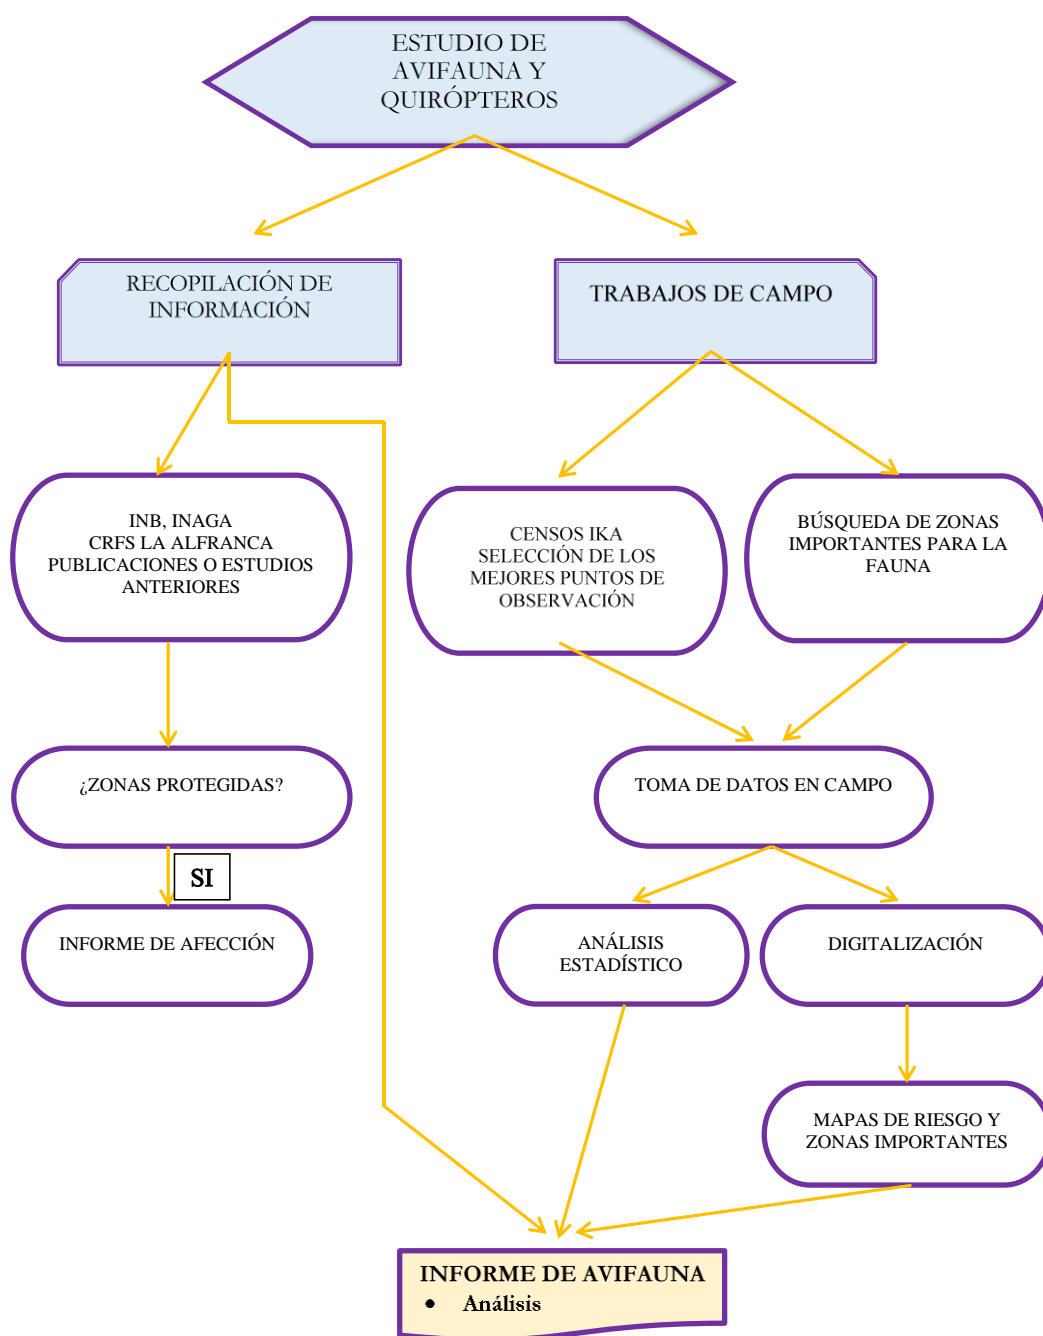 ESTUDIO DE
AVIFAUNA Y
QUIRÓPTEROS
RECOPILACIÓN DE
INFORMACIÓN
TRABAJOS DE CAMPO
INB, INAGA
CRFS LA ALFRANCA
PUBLICACIONES O ESTUDIOS
ANTERIORES
CENSOS IKA
SELECCIÓN DE LOS
MEJORES PUNTOS DE
OBSERVACIÓN
BÚSQUEDA DE ZONAS
IMPORTANTES PARA LA
FAUNA
¿ZONAS PROTEGIDAS?
TOMA DE DATOS EN CAMPO
SI
INFORME DE AFECCIÓN
ANÁLISIS
ESTADÍSTICO
DIGITALIZACIÓN
MAPAS DE RIESGO Y
ZONAS IMPORTANTES
INFORME DE AVIFAUNA
• Análisis